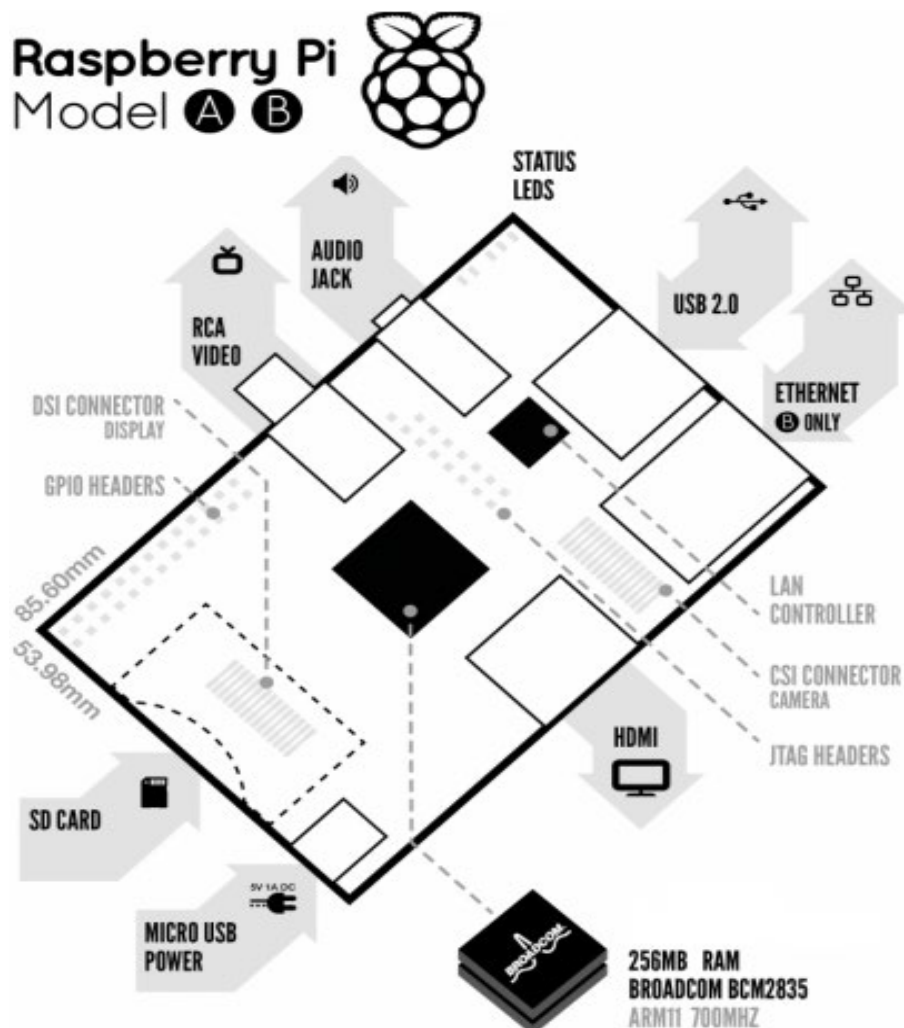 Raspberry Pi
Model A B
STATUS
LEDS
AUDIO
JACK
USB 2.0
RCA
VIDEO
ETHERNET
B ONLY
DSI CONNECTOR
DISPLAY
GPIO HEADERS
85.60mm
53.98mm
LAN
CONTROLLER
CSI CONNECTOR
CAMERA
JTAG HEADERS
HDMI
SD CARD
5V 1A DC
MICRO USB
POWER
BROADCOM
256MB RAM
BROADCOM BCM2835
ARM11 700MHZ